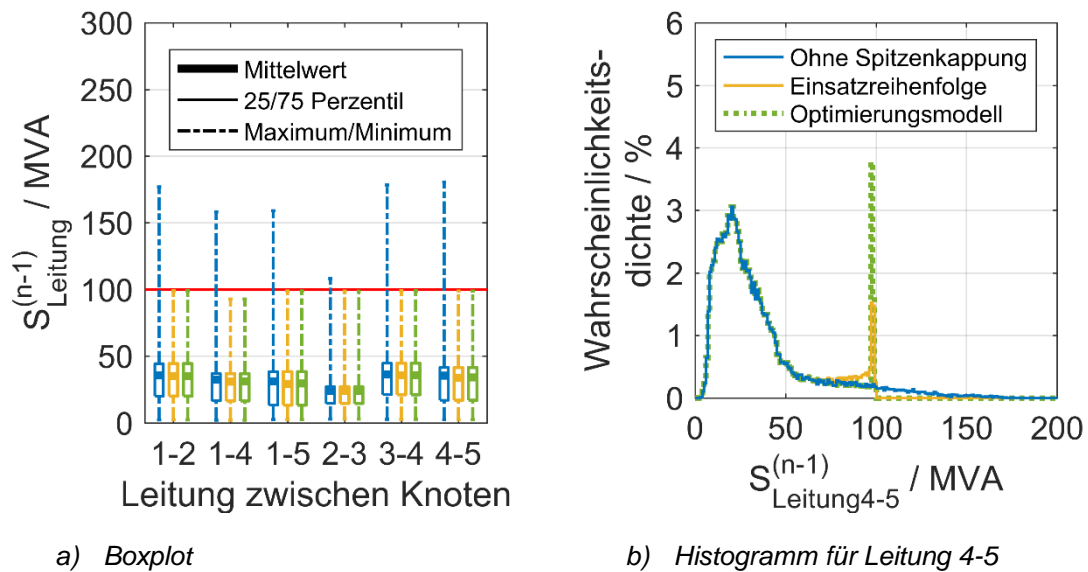 300
250
200
150
100
50
0
S(n-1)Leitung / MVA
Mittelwert
25/75 Perzentil
Maximum/Minimum
1-2 1-4 1-5 2-3 3-4 4-5
Leitung zwischen Knoten
a) Boxplot
6
5
4
3
2
1
0
Wahrscheinlichkeits-
dichte / %
Ohne Spitzenkappung
Einsatzreihenfolge
Optimierungsmodell
0 50 100 150 200
S(n-1)Leitung4-5 / MVA
b) Histogramm für Leitung 4-5